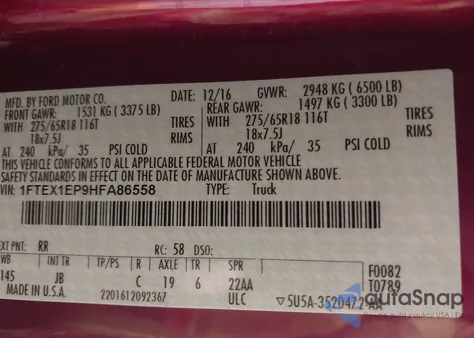 MFD. BY FORD MOTOR CO. DATE: 12/16 GVWR: 2948 KG ( 6500 LB)
FRONT GAWR: 1531 KG ( 3375 LB) REAR GAWR: 1497 KG ( 3300 LB)
WITH 275/65R18 116T TIRES WITH 275/65R18 116T TIRES
18x7.5J RIMS 18x7.5J RIMS
AT 240 kPa/ 35 PSI COLD AT 240 kPa/ 35 PSI COLD
THIS VEHICLE CONFORMS TO ALL APPLICABLE FEDERAL MOTOR VEHICLE
SAFETY STANDARDS IN EFFECT ON THE DATE OF MANUFACTURE SHOWN ABOVE.
VIN: 1FTEX1EP9HFA86558 TYPE: Truck
EXT PNT: RR RC: 58 DSO:
WB INT TR TP/PS R AXLE TR SPR F0082
145 JB C 19 6 22AA T0789
MADE IN U.S.A. 2201612092367 ULC 5U5A-3520472-AA
autaSnap